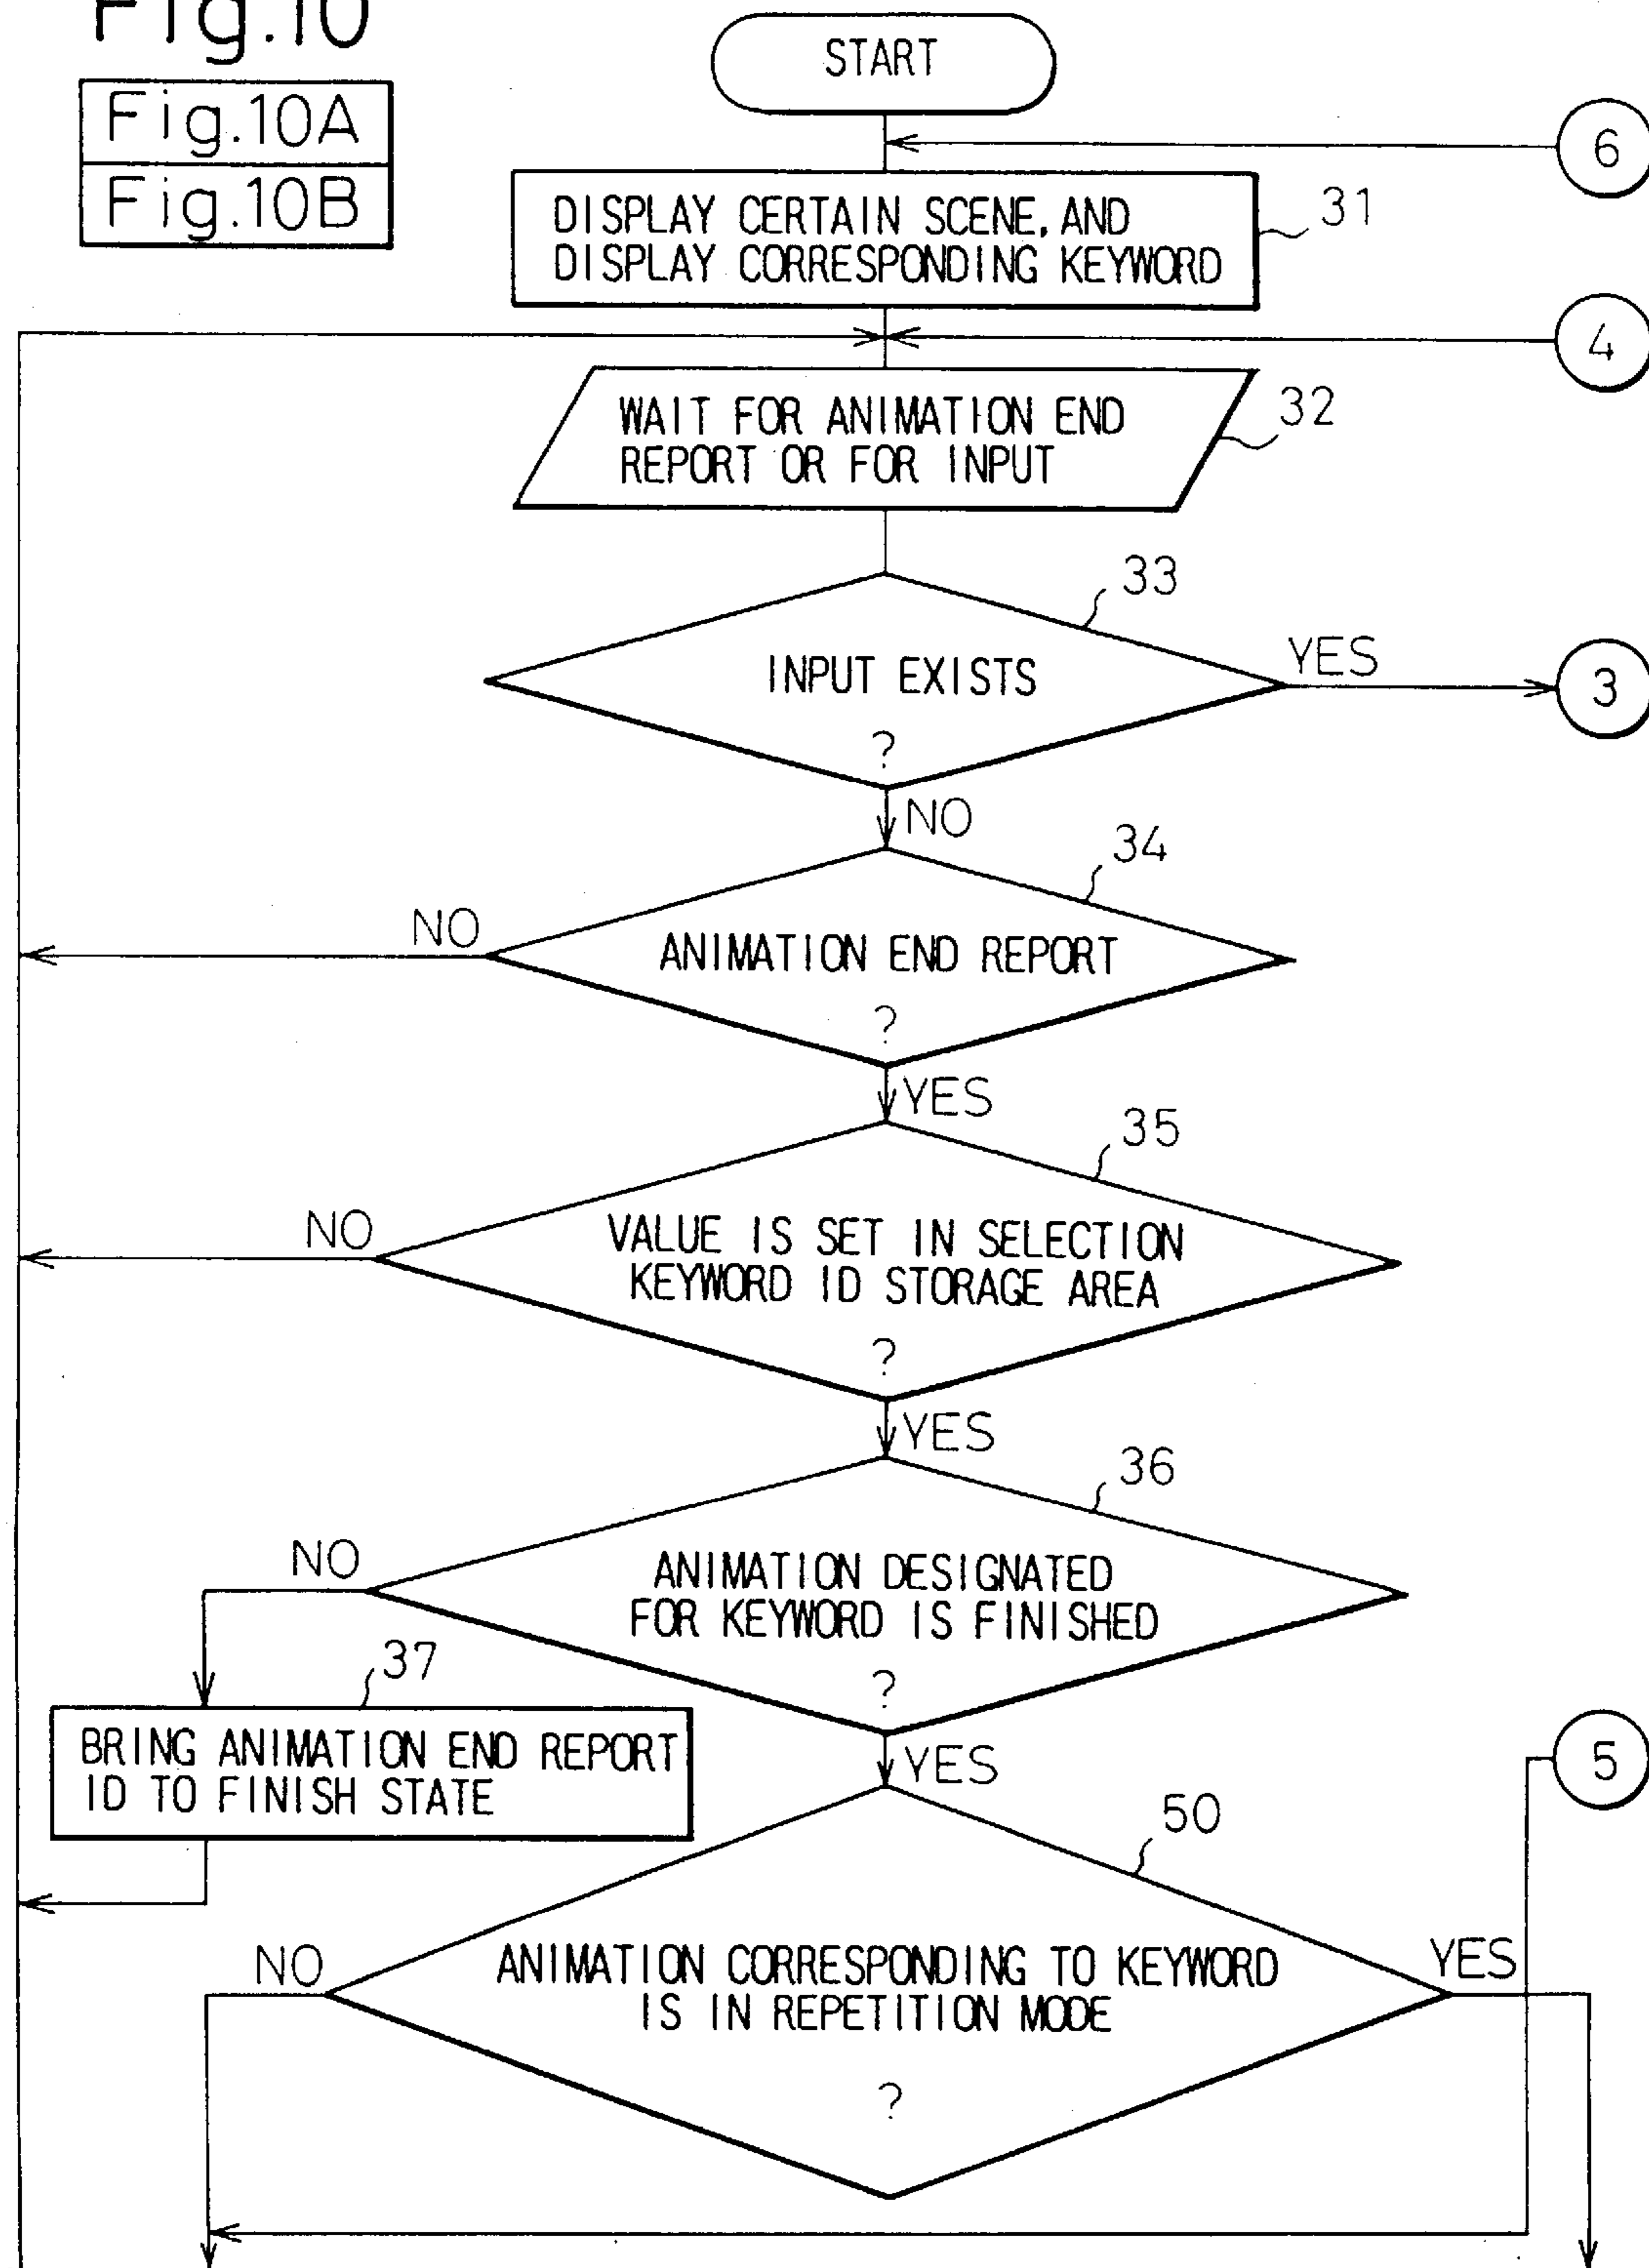 Fig.10
Fig.10A
Fig.10B
START
6
DISPLAY CERTAIN SCENE, AND
DISPLAY CORRESPONDING KEYWORD
31
4
WAIT FOR ANIMATION END
REPORT OR FOR INPUT
32
33
INPUT EXISTS
?
YES
3
NO
34
ANIMATION END REPORT
?
NO
YES
35
VALUE IS SET IN SELECTION
KEYWORD ID STORAGE AREA
?
NO
YES
36
ANIMATION DESIGNATED
FOR KEYWORD IS FINISHED
?
NO
37
BRING ANIMATION END REPORT
ID TO FINISH STATE
YES
5
50
ANIMATION CORRESPONDING TO KEYWORD
IS IN REPETITION MODE
?
NO
YES